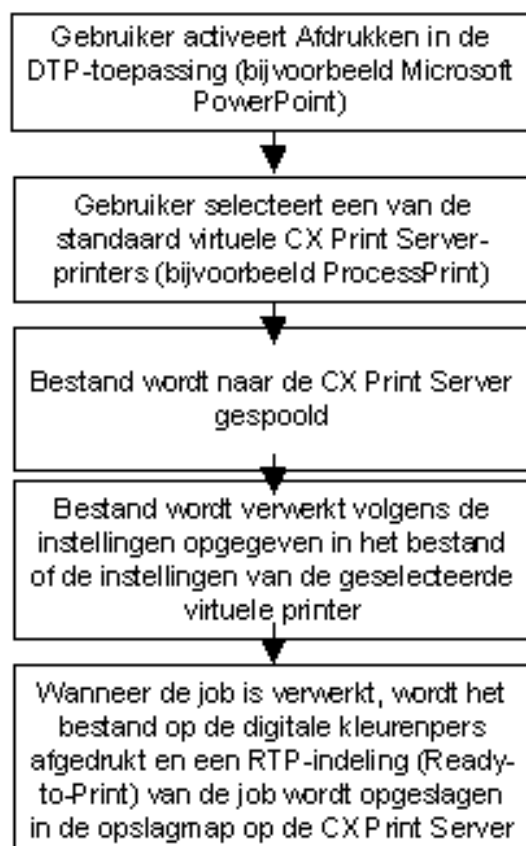 Gebruiker activeert Afdrukken in de
DTP-toepassing (bijvoorbeeld Microsoft
PowerPoint)
Gebruiker selecteert een van de
standaard virtuele CX Print Server-
printers (bijvoorbeeld ProcessPrint)
Bestand wordt naar de CX Print Server
gespoold
Bestand wordt verwerkt volgens de
instellingen opgegeven in het bestand
of de instellingen van de geselecteerde
virtuele printer
Wanneer de job is verwerkt, wordt het
bestand op de digitale kleurenpers
afgedrukt en een RTP-indeling (Ready-
to-Print) van de job wordt opgeslagen
in de opslagmap op de CX Print Server